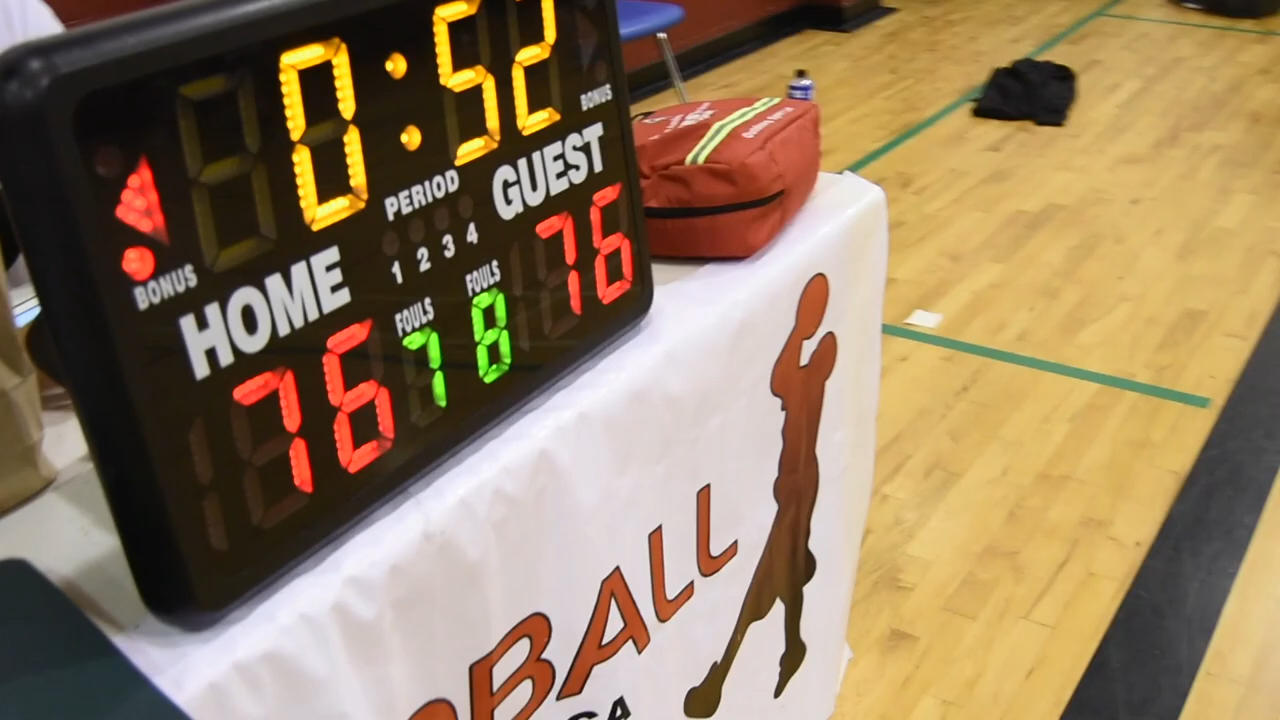 0:52
BONUS
PERIOD
GUEST
1 2 3 4
BONUS
HOME
FOULS
FOULS
76
7
8
76
BALL